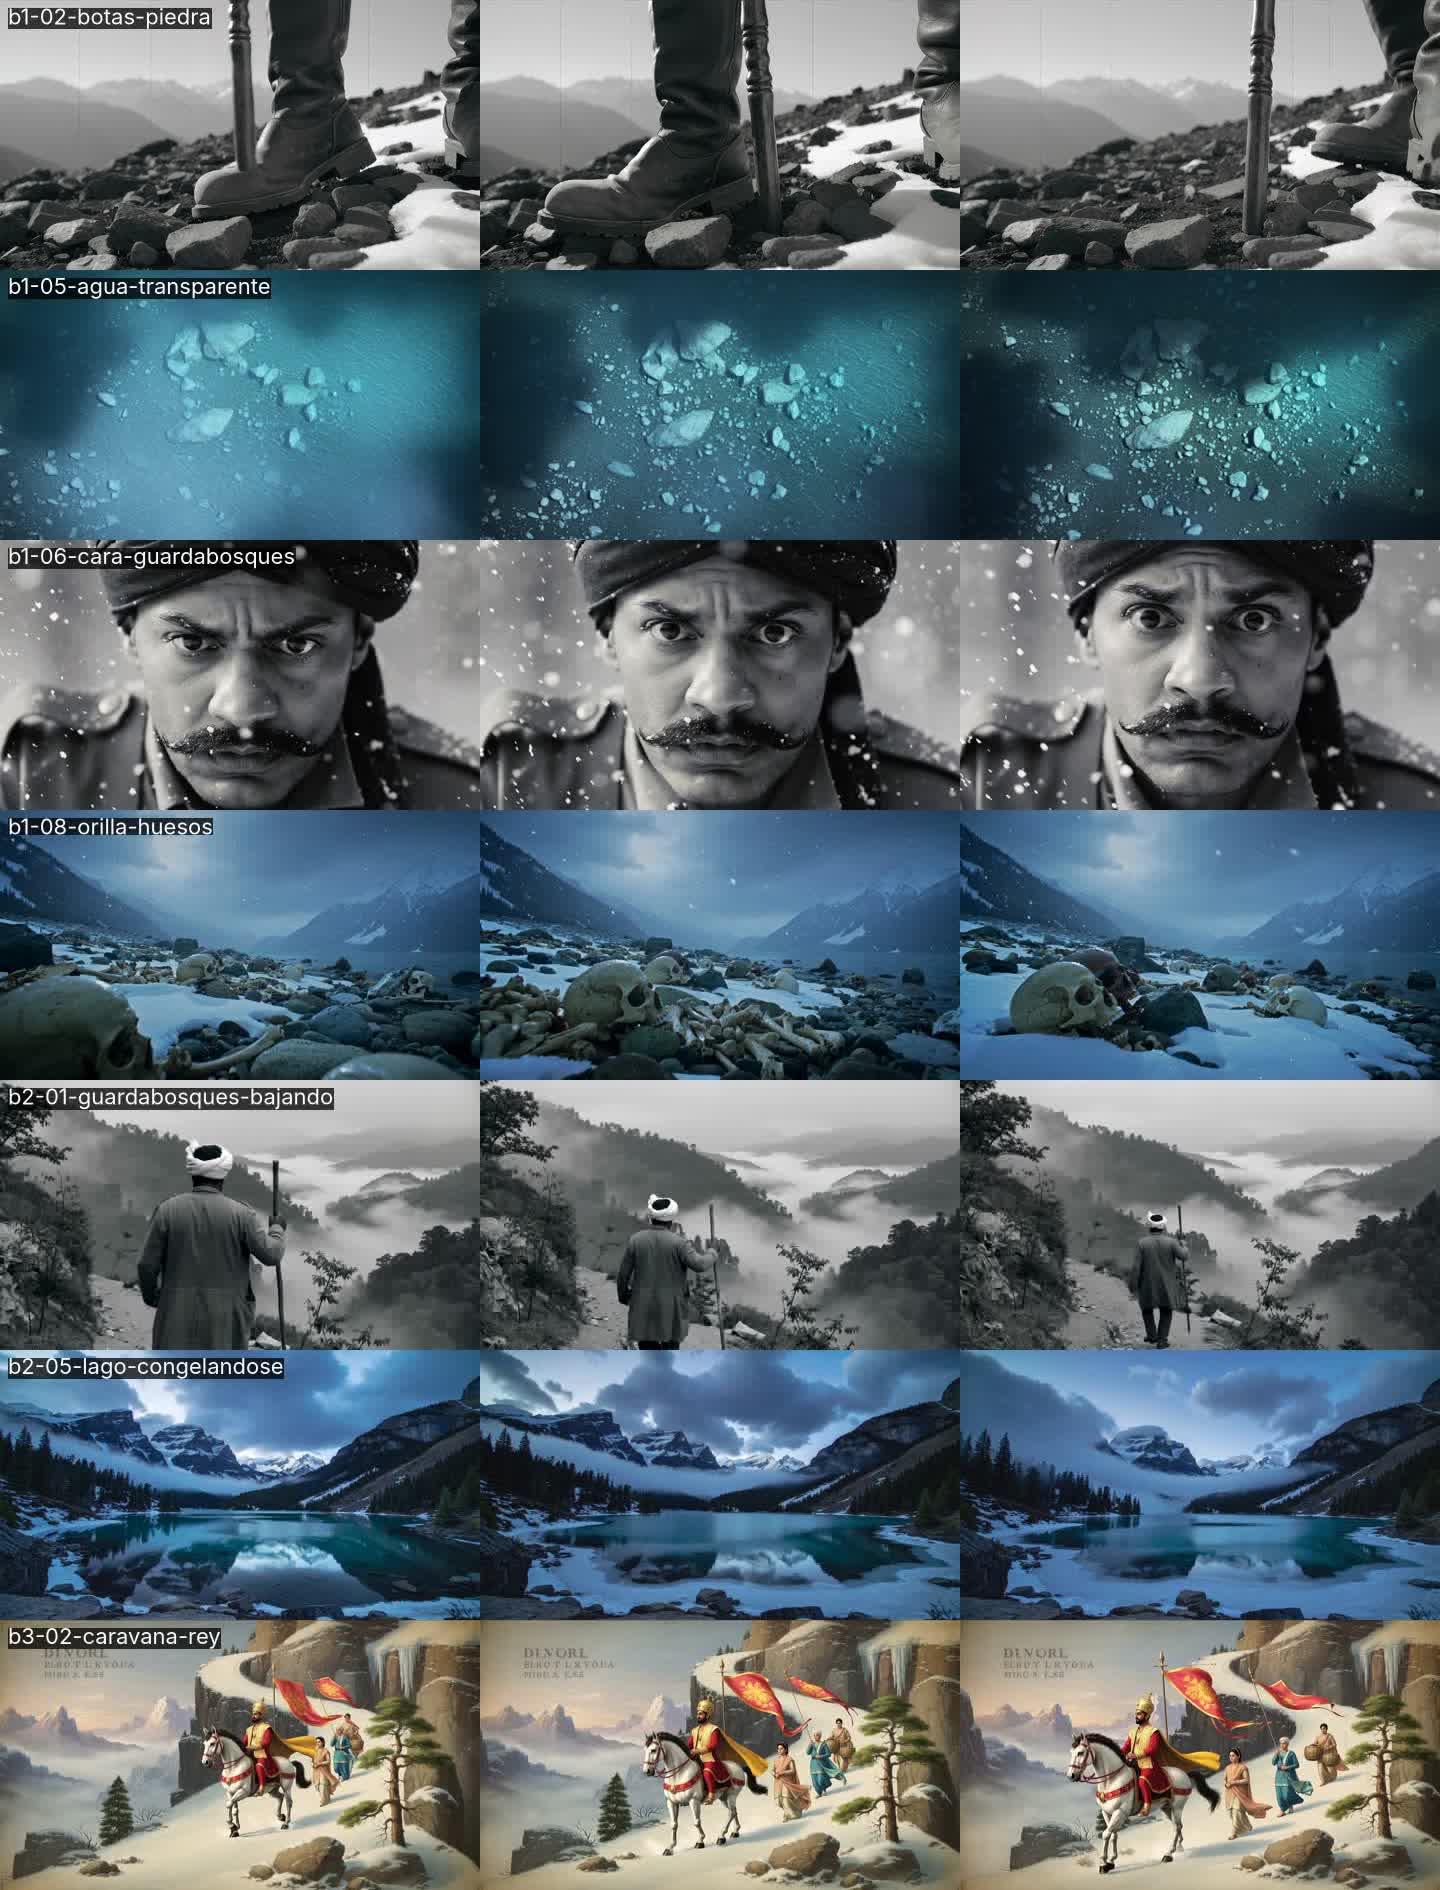 b1-02-botas-piedra
b1-05-agua-transparente
b1-06-cara-guardabosques
b1-08-orilla-huesos
b2-01-guardabosques-bajando
b2-05-lago-congelandose
b3-02-caravana-rey